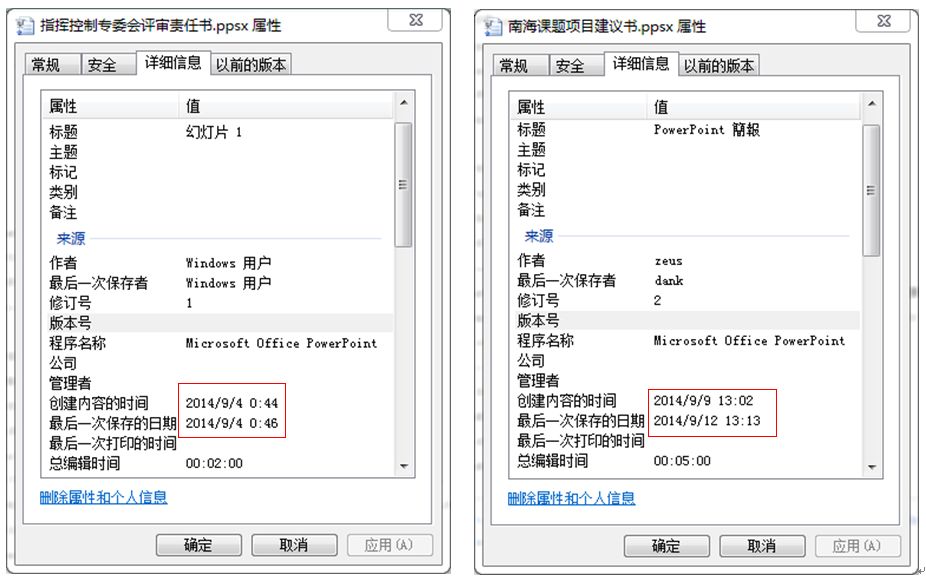 指挥控制专委会评审责任书.ppsx 属性
常规 安全 详细信息 以前的版本
属性 值
标题 幻灯片 1
主题
标记
类别
备注
来源
作者 Windows 用户
最后一次保存者 Windows 用户
修订号 1
版本号
程序名称 Microsoft Office PowerPoint
公司
管理者
创建内容的时间 2014/9/4 0:44
最后一次保存的日期 2014/9/4 0:46
最后一次打印的时间
总编辑时间 00:02:00
删除属性和个人信息
确定 取消 应用(A)
南海课题项目建议书.ppsx 属性
常规 安全 详细信息 以前的版本
属性 值
标题 PowerPoint 簡報
主题
标记
类别
备注
来源
作者 zeus
最后一次保存者 dank
修订号 2
版本号
程序名称 Microsoft Office PowerPoint
公司
管理者
创建内容的时间 2014/9/9 13:02
最后一次保存的日期 2014/9/12 13:13
最后一次打印的时间
总编辑时间 00:05:00
删除属性和个人信息
确定 取消 应用(A)